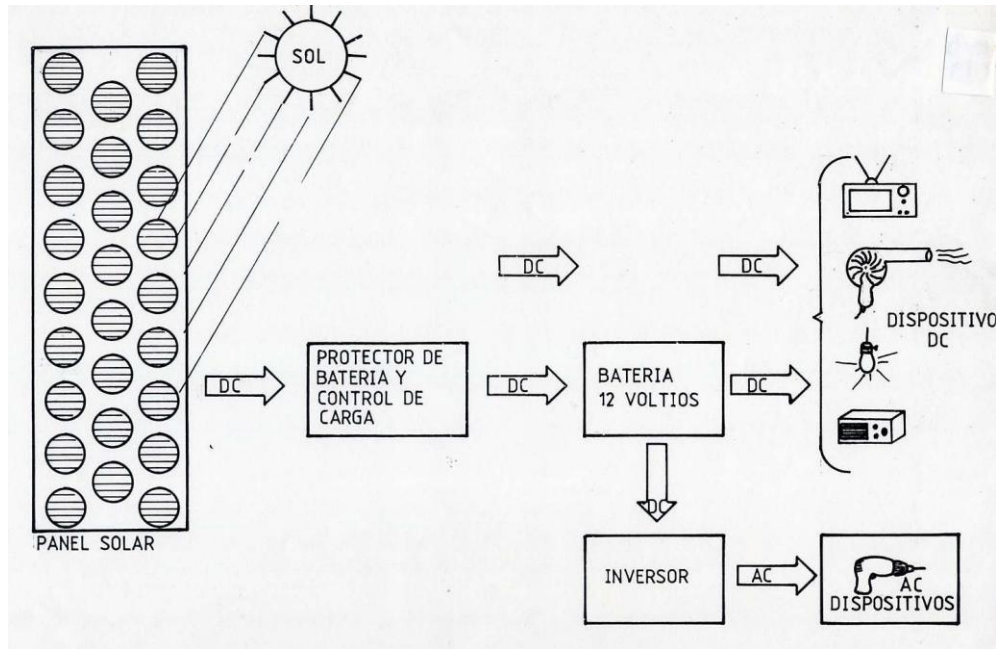 SOL
DC
DC
DISPOSITIVO
DC
PROTECTOR DE
BATERIA Y
CONTROL DE
CARGA
BATERIA
12 VOLTIOS
DC
DC
DC
DC
PANEL SOLAR
INVERSOR
AC
AC
DISPOSITIVOS